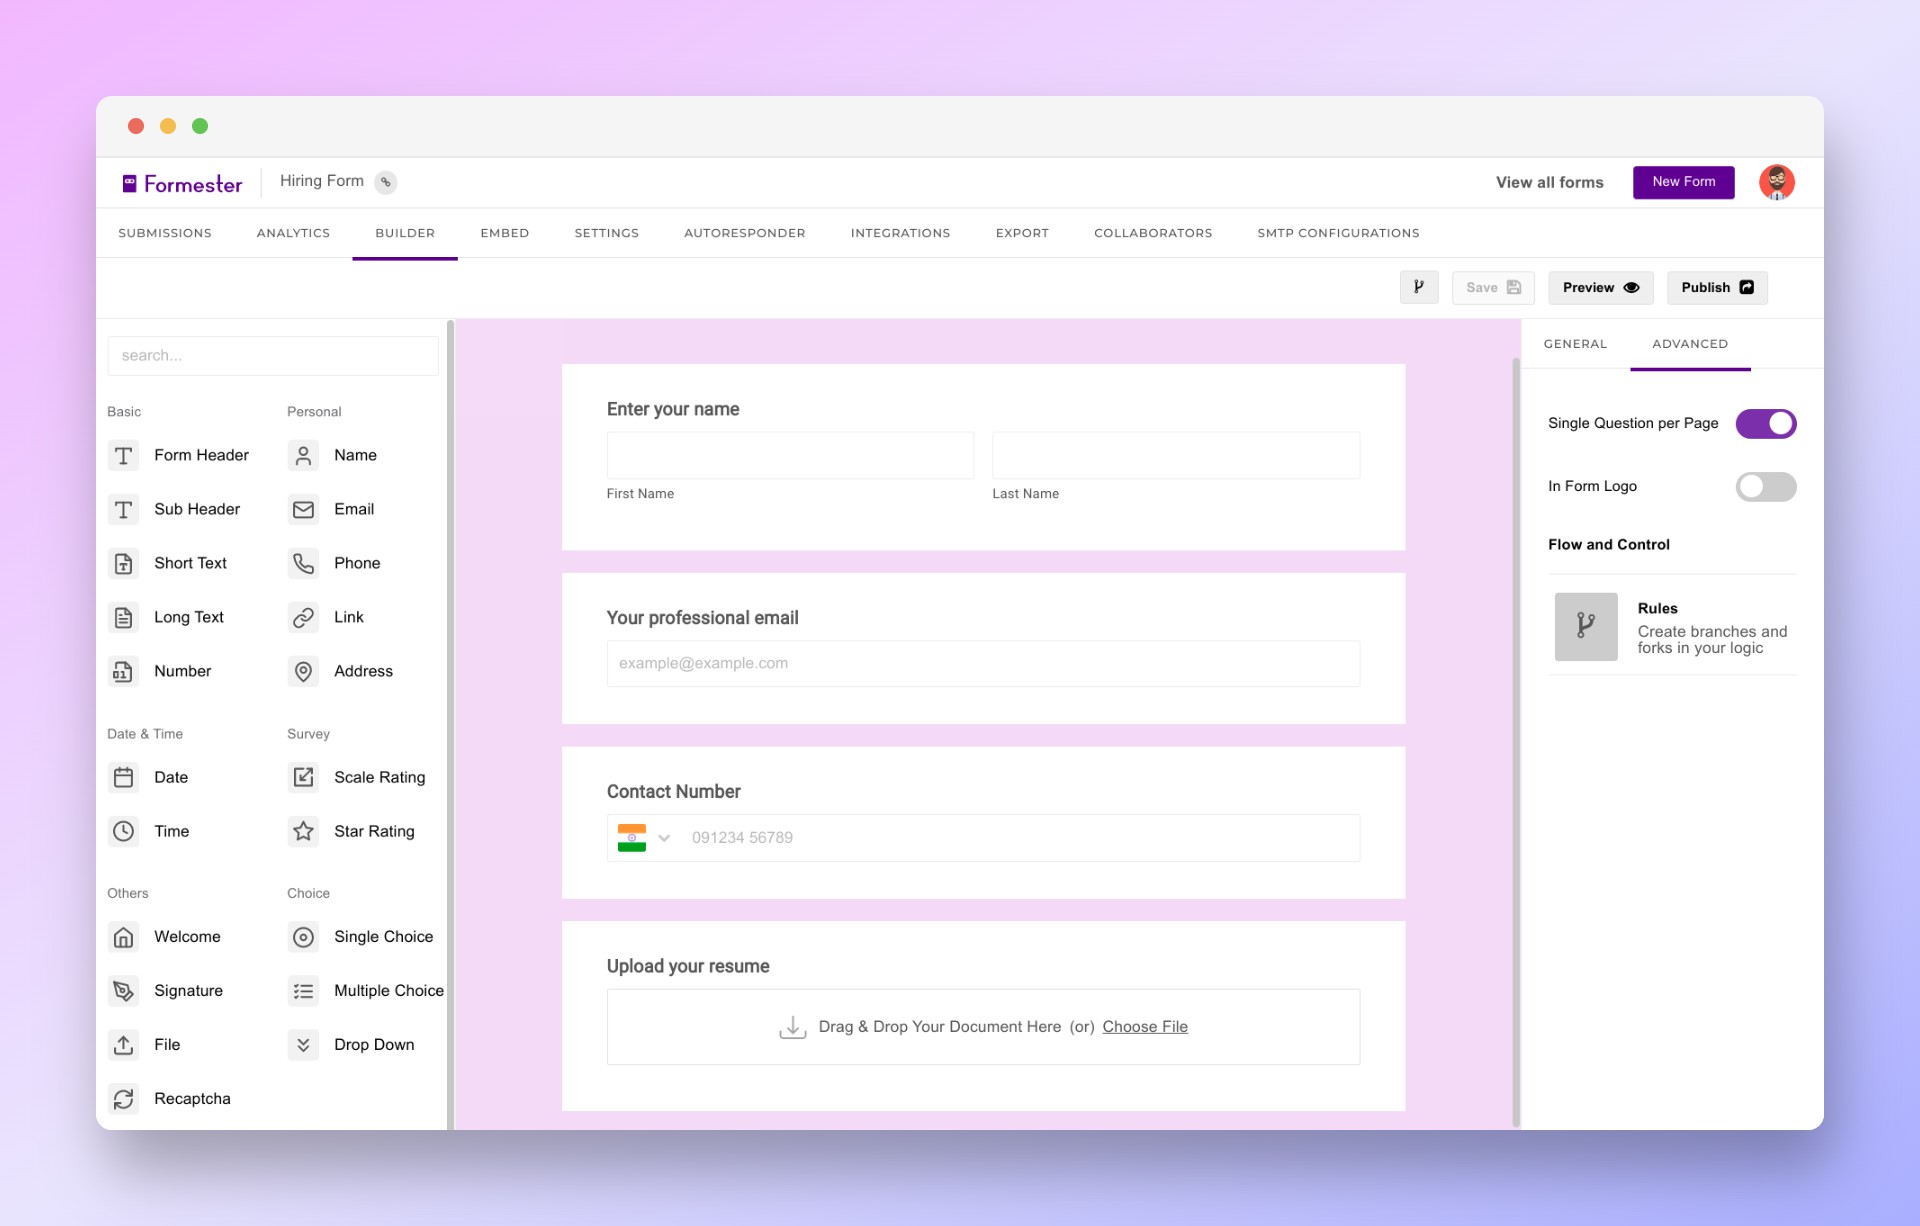 Formester
Hiring Form
View all forms
New Form
SUBMISSIONS
ANALYTICS
BUILDER
EMBED
SETTINGS
AUTORESPONDER
INTEGRATIONS
EXPORT
COLLABORATORS
SMTP CONFIGURATIONS
Save
Preview
Publish
search...
Basic
Form Header
Sub Header
Short Text
Long Text
Number
Personal
Name
Email
Phone
Link
Address
Date & Time
Date
Time
Survey
Scale Rating
Star Rating
Others
Welcome
Signature
File
Recaptcha
Choice
Single Choice
Multiple Choice
Drop Down
Enter your name
First Name
Last Name
Your professional email
example@example.com
Contact Number
091234 56789
Upload your resume
Drag & Drop Your Document Here (or) Choose File
GENERAL
ADVANCED
Single Question per Page
In Form Logo
Flow and Control
Rules
Create branches and
forks in your logic